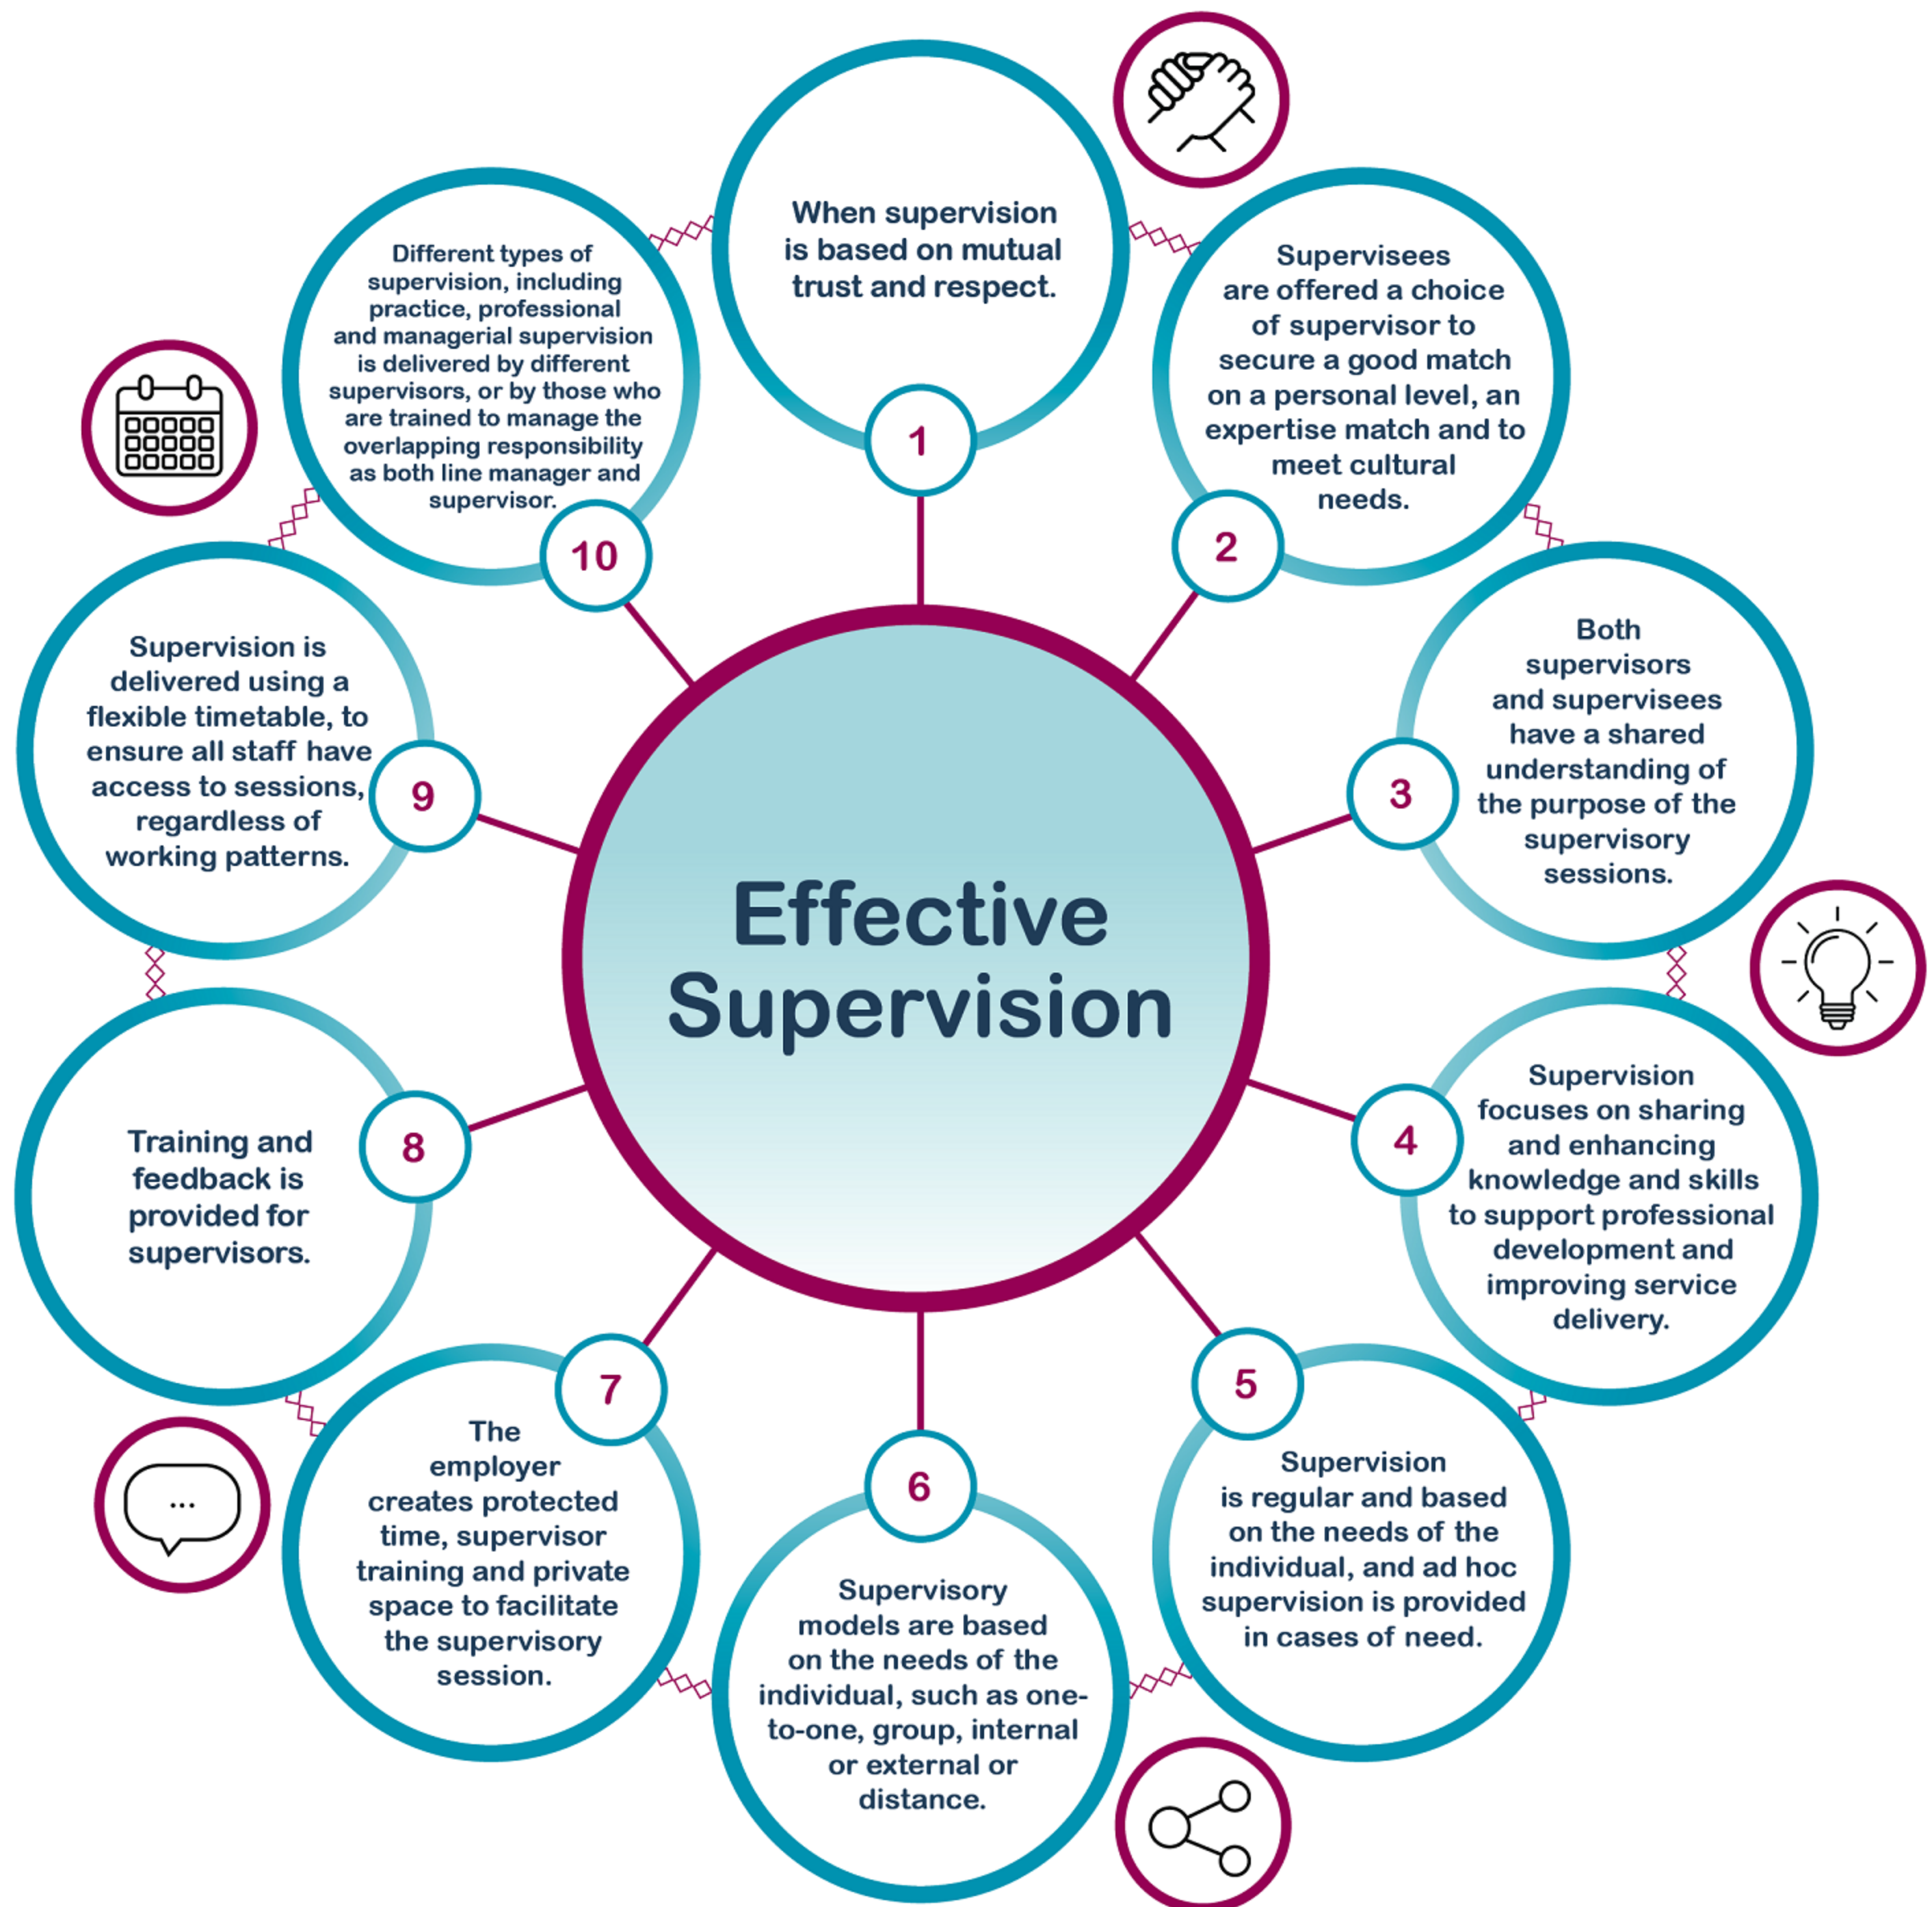 When supervision
is based on mutual
trust and respect.
1
Supervisees
are offered a choice
of supervisor to
secure a good match
on a personal level, an
expertise match and to
meet cultural
needs.
2
Both
supervisors
and supervisees
have a shared
understanding of
the purpose of the
supervisory
sessions.
3
Supervision
focuses on sharing
and enhancing
knowledge and skills
to support professional
development and
improving service
delivery.
4
Supervision
is regular and based
on the needs of the
individual, and ad hoc
supervision is provided
in cases of need.
5
Supervisory
models are based
on the needs of the
individual, such as one-
to-one, group, internal
or external or
distance.
6
The
employer
creates protected
time, supervisor
training and private
space to facilitate
the supervisory
session.
7
Training and
feedback is
provided for
supervisors.
8
Supervision is
delivered using a
flexible timetable, to
ensure all staff have
access to sessions,
regardless of
working patterns.
9
Different types of
supervision, including
practice, professional
and managerial supervision
is delivered by different
supervisors, or by those who
are trained to manage the
overlapping responsibility
as both line manager and
supervisor.
10
Effective
Supervision
...